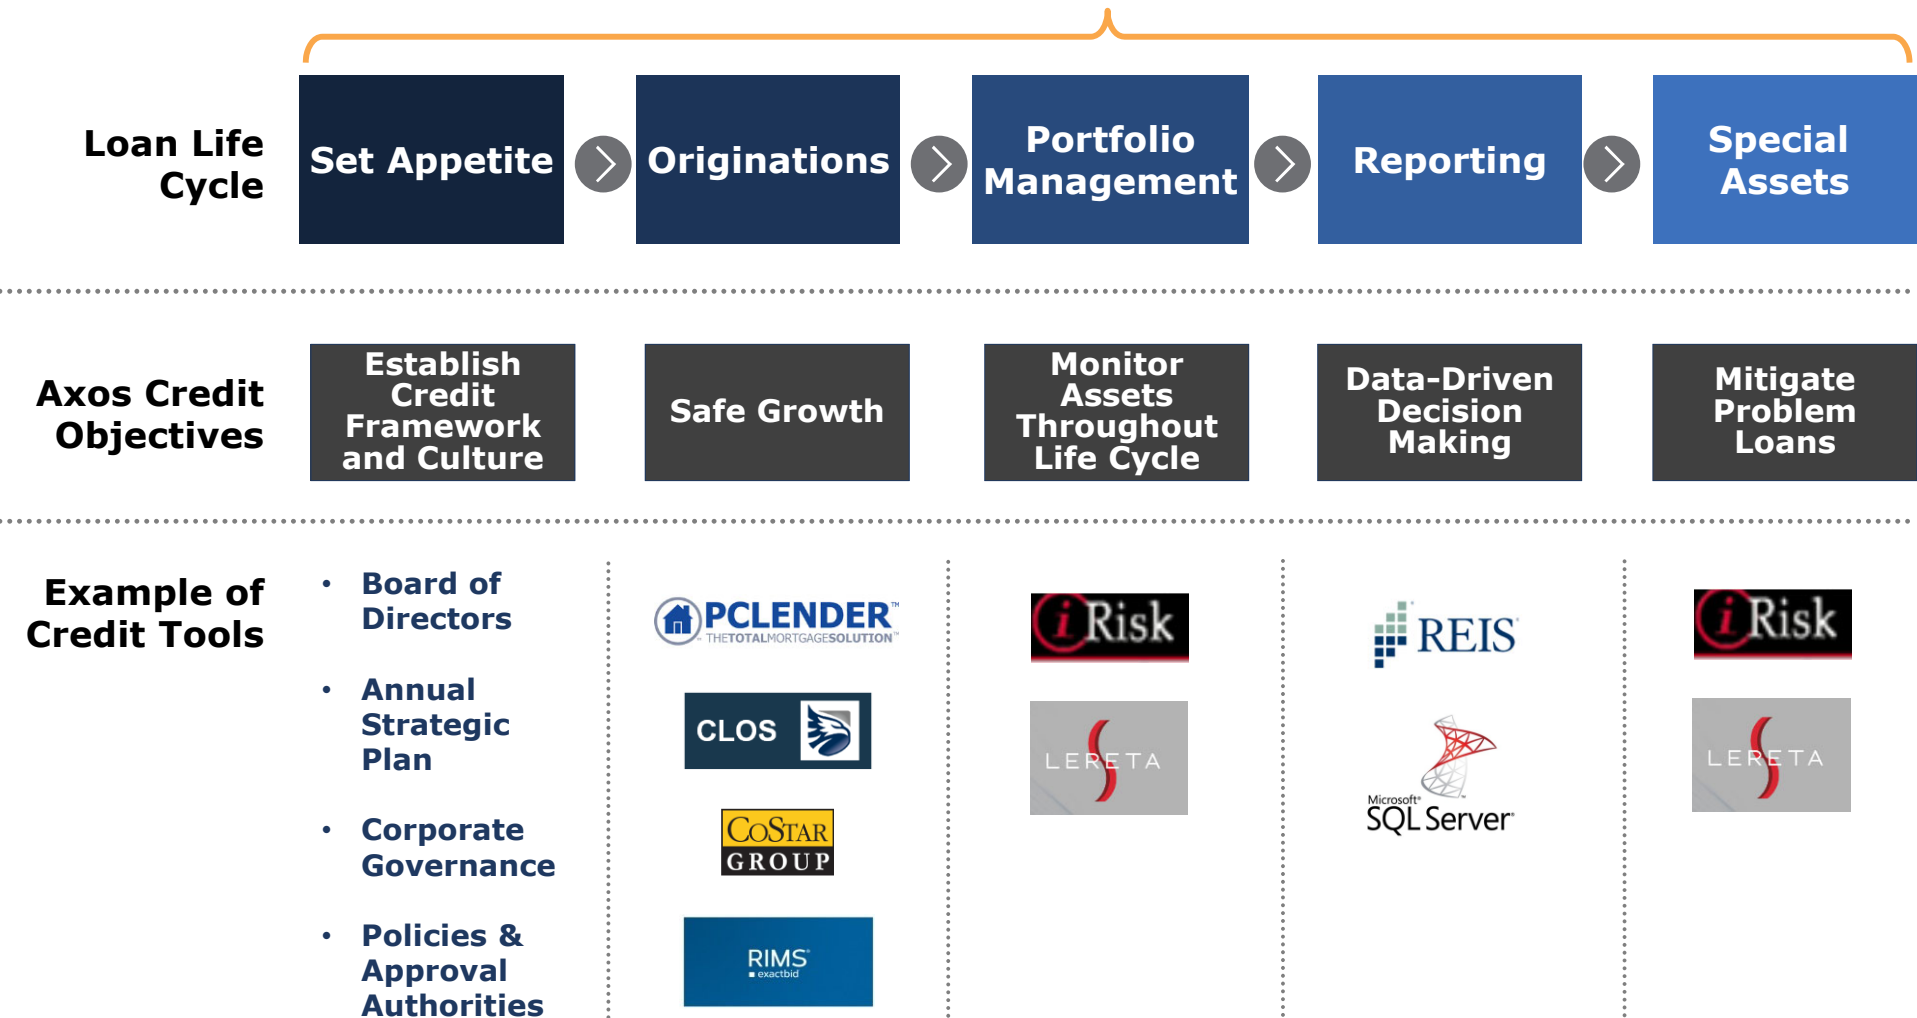 Loan Life
Cycle
Set Appetite
Originations
Portfolio
Management
Reporting
Special
Assets
Axos Credit
Objectives
Establish
Credit
Framework
and Culture
Safe Growth
Monitor
Assets
Throughout
Life Cycle
Data-Driven
Decision
Making
Mitigate
Problem
Loans
Example of
Credit Tools
• Board of
Directors
• Annual
Strategic
Plan
• Corporate
Governance
• Policies &
Approval
Authorities
PCLENDER™
THETOTALMORTGAGESOLUTION™
CLOS
COSTAR
GROUP
RIMS
exactbid
iRisk
LERETA
REIS
Microsoft®
SQL Server
iRisk
LERETA